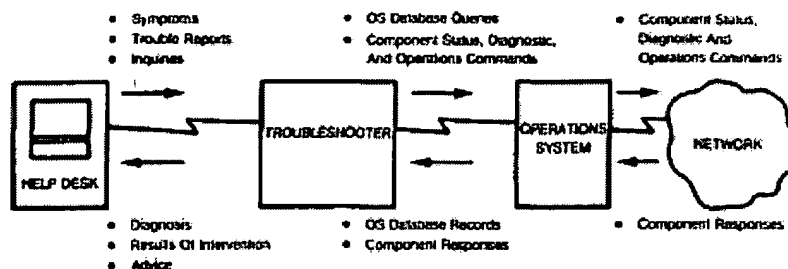 • Symptoms
• Trouble Reports
• Inquiries
• OS Database Queries
• Component Status, Diagnostic,
And Operations Commands
• Component Status,
Diagnostic And
Operations Commands
HELP DESK
TROUBLESHOOTER
OPERATIONS
SYSTEM
NETWORK
• Diagnosis
• Results Of Intervention
• Advice
• OS Database Records
• Component Responses
• Component Responses